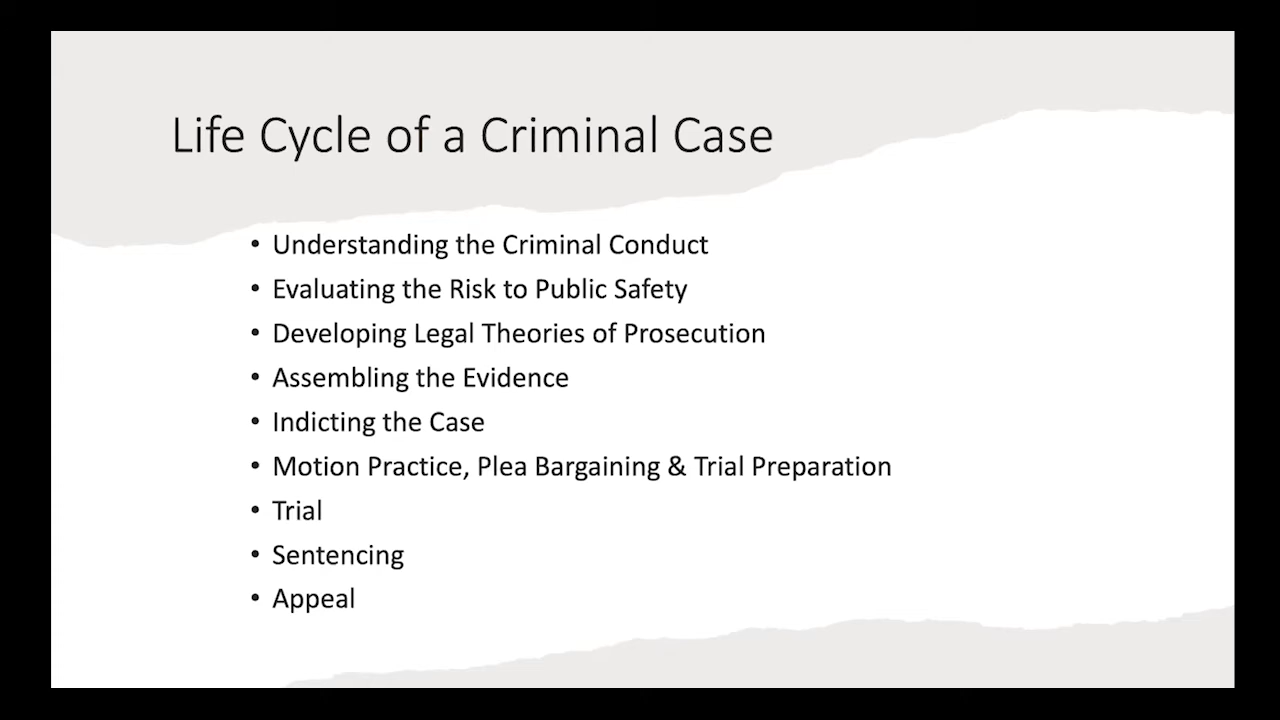 Life Cycle of a Criminal Case
• Understanding the Criminal Conduct
• Evaluating the Risk to Public Safety
• Developing Legal Theories of Prosecution
• Assembling the Evidence
• Indicting the Case
• Motion Practice, Plea Bargaining & Trial Preparation
• Trial
• Sentencing
• Appeal